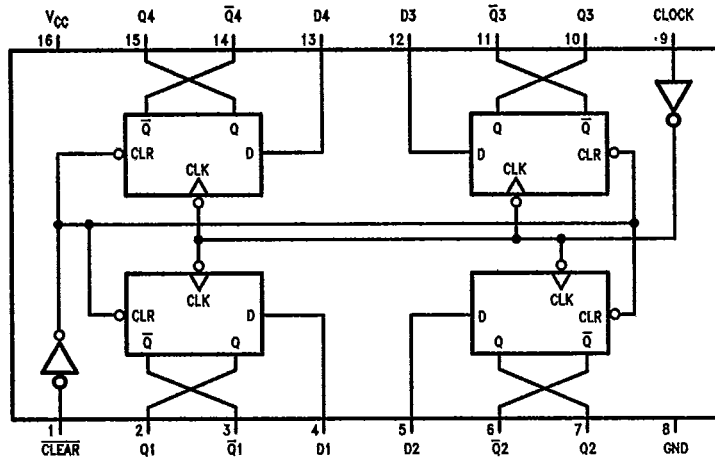 V_CC Q4 Q̅4 D4 D3 Q̅3 Q3 CLOCK
16 15 14 13 12 11 10 9
Q̅ Q Q Q̅
CLR D D CLR
CLK CLK
CLK CLK
CLR D D CLR
Q̅ Q Q Q̅
1 2 3 4 5 6 7 8
C̅L̅E̅A̅R̅ Q1 Q̅1 D1 D2 Q̅2 Q2 GND